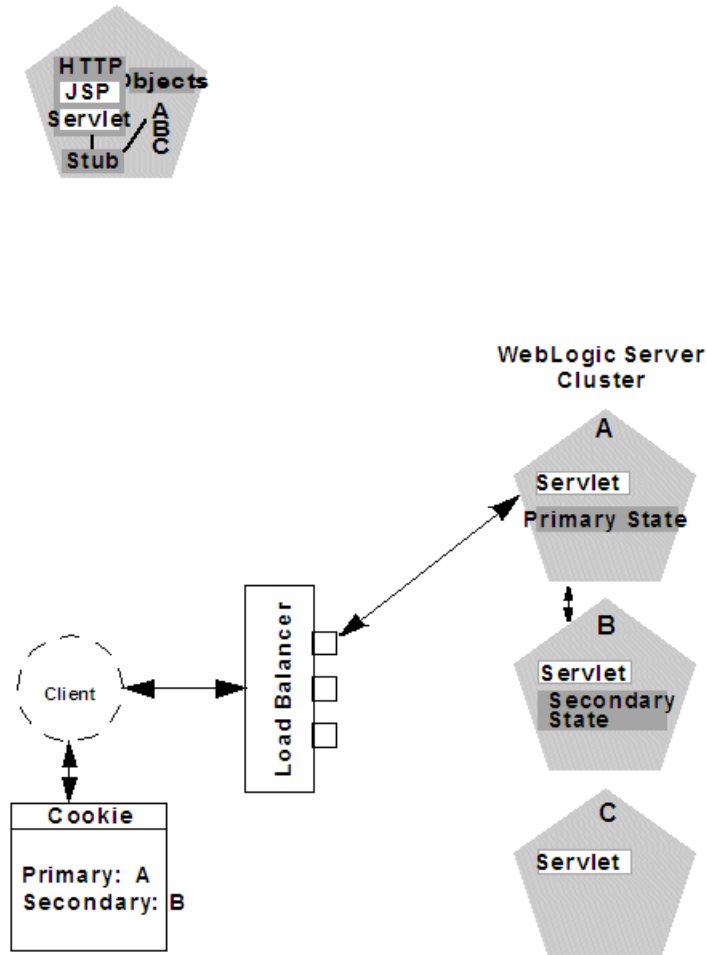 HTTP
Objects
JSP
Servlet
A
B
C
Stub
WebLogic Server
Cluster
A
Servlet
Primary State
B
Servlet
Secondary
State
C
Servlet
Load Balancer
Client
Cookie
Primary: A
Secondary: B